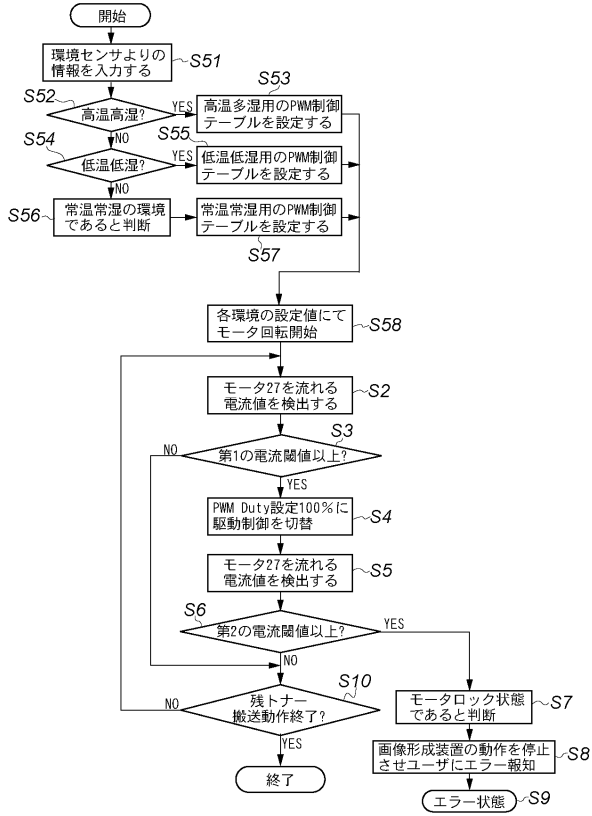 開始
環境センサよりの
情報を入力する
S51
S52
高温高湿?
YES
NO
S53
高温多湿用のPWM制御
テーブルを設定する
S54
低温低湿?
YES
NO
S55
低温低湿用のPWM制御
テーブルを設定する
S56
常温常湿の環境
であると判断
常温常湿用のPWM制御
テーブルを設定する
S57
各環境の設定値にて
モータ回転開始
S58
モータ27を流れる
電流値を検出する
S2
S3
第1の電流閾値以上?
NO
YES
PWM Duty設定100%に
駆動制御を切替
S4
モータ27を流れる
電流値を検出する
S5
S6
第2の電流閾値以上?
YES
NO
S10
残トナー
搬送動作終了?
NO
YES
終了
モータロック状態
であると判断
S7
画像形成装置の動作を停止
させユーザにエラー報知
S8
エラー状態
S9